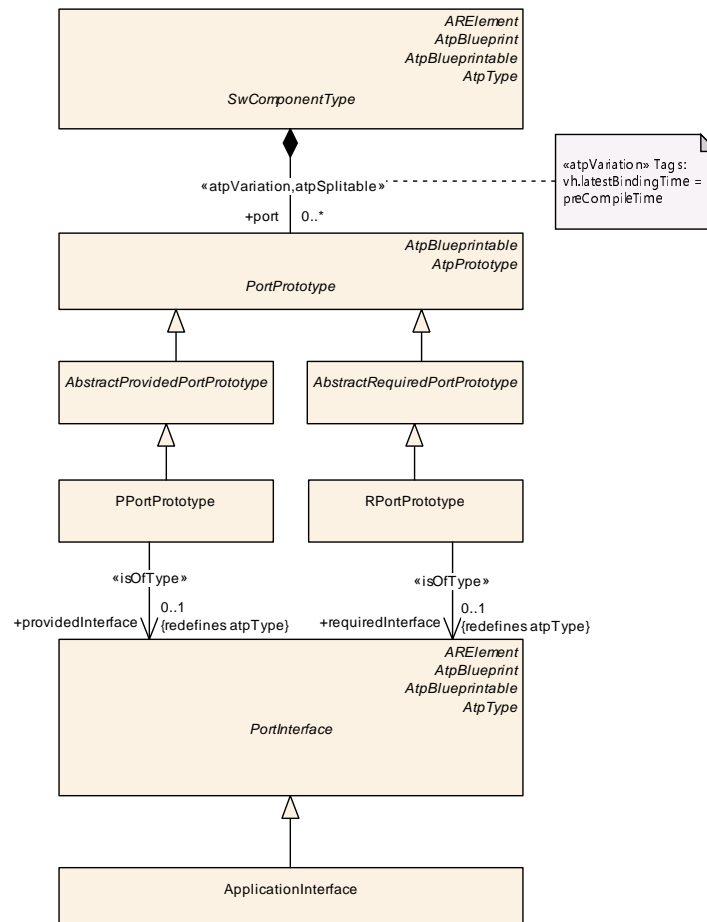 ARElement
AtpBlueprint
AtpBlueprintable
AtpType
SwComponentType
«atpVariation,atpSplitable»
«atpVariation» Tags:
vh.latestBindingTime =
preCompileTime
+port 0..*
AtpBlueprintable
AtpPrototype
PortPrototype
AbstractProvidedPortPrototype
AbstractRequiredPortPrototype
PPortPrototype
RPortPrototype
«isOfType»
«isOfType»
+providedInterface
0..1
{redefines atpType}
+requiredInterface
0..1
{redefines atpType}
ARElement
AtpBlueprint
AtpBlueprintable
AtpType
PortInterface
ApplicationInterface